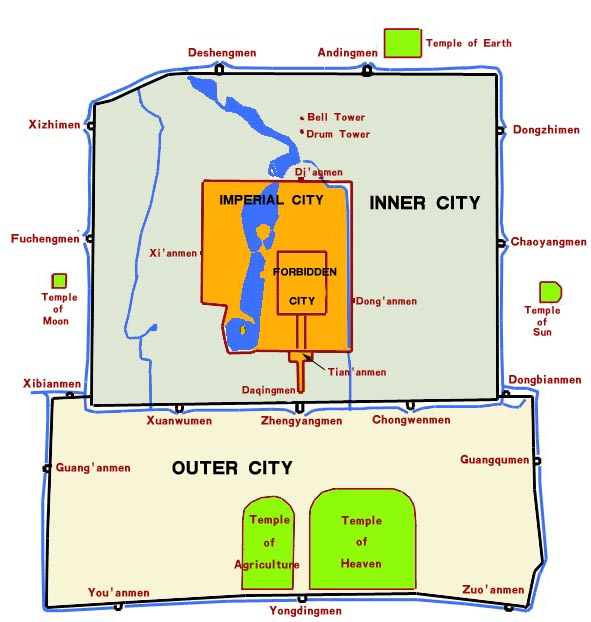 Temple of Earth
Deshengmen
Andingmen
Bell Tower
Drum Tower
Xizhimen
Dongzhimen
Di'anmen
IMPERIAL CITY
INNER CITY
Fuchengmen
Chaoyangmen
Xi'anmen
FORBIDDEN
CITY
Temple
of
Moon
Dong'anmen
Temple
of
Sun
Tian'anmen
Xibianmen
Daqingmen
Dongbianmen
Xuanwumen
Zhengyangmen
Chongwenmen
Guang'anmen
OUTER CITY
Guangqumen
Temple
of
Agriculture
Temple
of
Heaven
You'anmen
Yongdingmen
Zuo'anmen